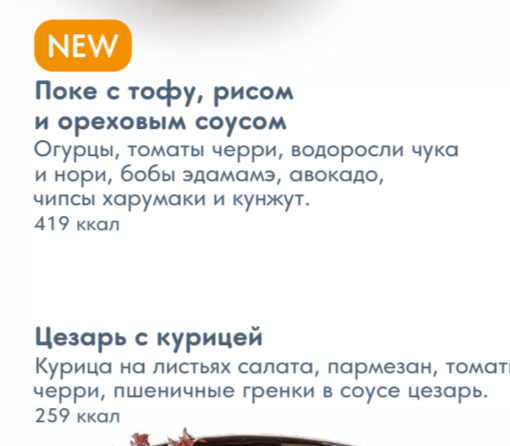 NEW
Поке с тофу, рисом
и ореховым соусом
Огурцы, томаты черри, водоросли чука
и нори, бобы эдамамэ, авокадо,
чипсы харумаки и кунжут.
419 ккал
Цезарь с курицей
Курица на листьях салата, пармезан, томаты
черри, пшеничные гренки в соусе цезарь.
259 ккал